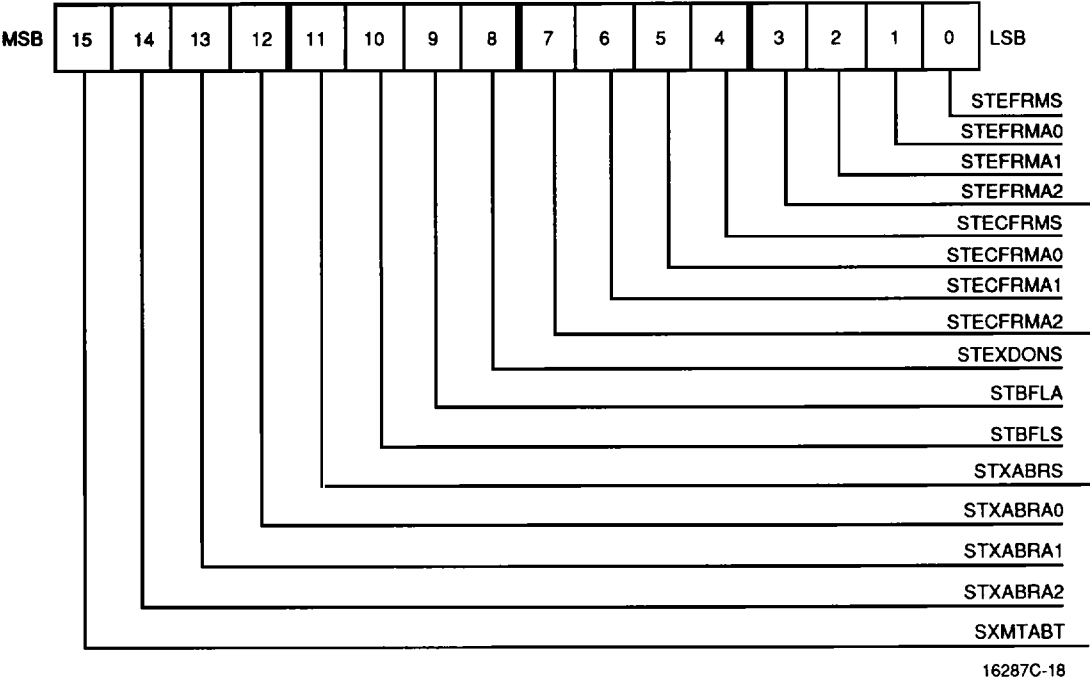 MSB 15 14 13 12 11 10 9 8 7 6 5 4 3 2 1 0 LSB
STEFRMS
STEFRMA0
STEFRMA1
STEFRMA2
STECFRMS
STECFRMA0
STECFRMA1
STECFRMA2
STEXDONS
STBFLA
STBFLS
STXABRS
STXABRA0
STXABRA1
STXABRA2
SXMTABT
16287C-18